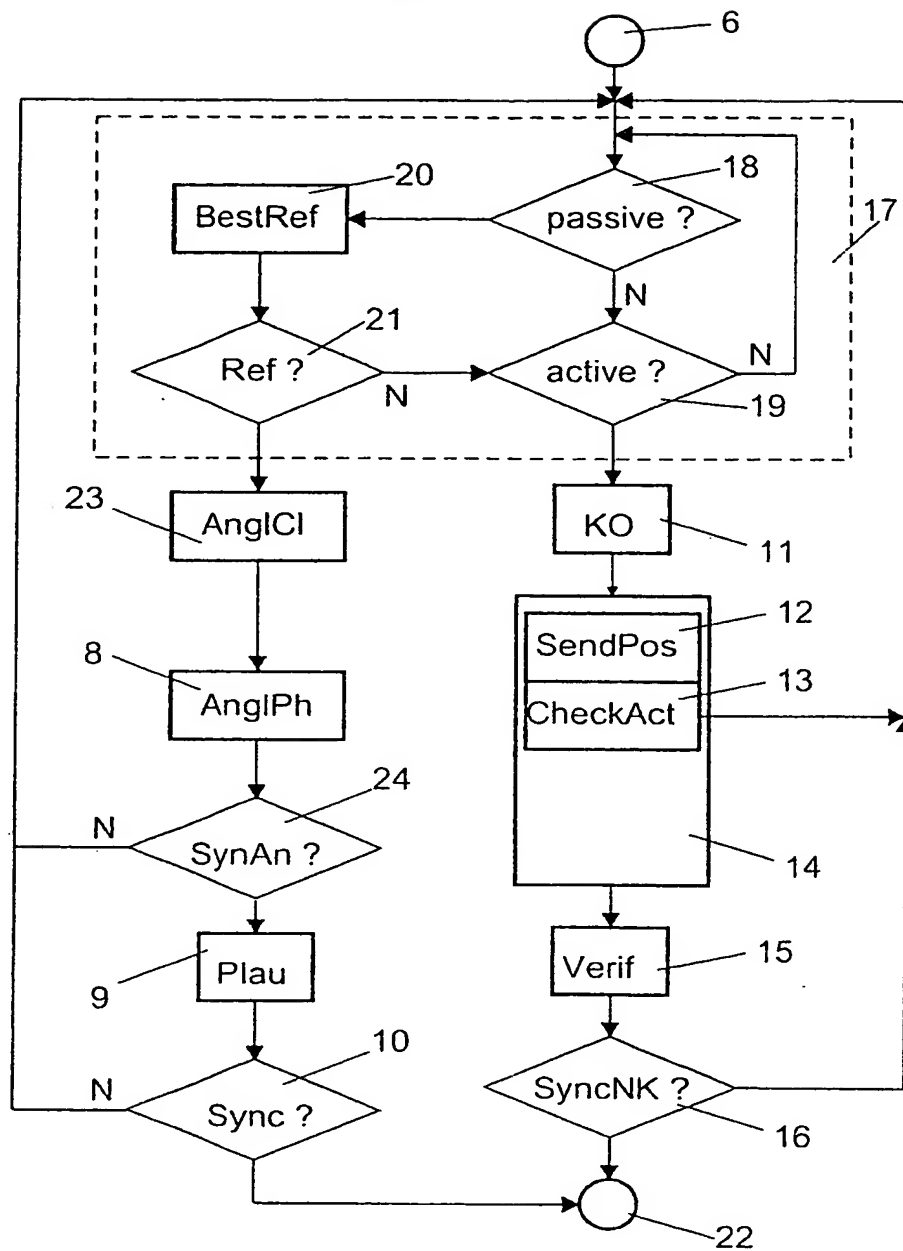 6
20
18
17
BestRef
passive ?
21
N
Ref ?
active ?
N
N
19
23
AnglCl
KO
11
12
SendPos
8
13
AnglPh
CheckAct
24
N
SynAn ?
14
Plau
Verif
15
9
10
N
Sync ?
SyncNK ?
16
22